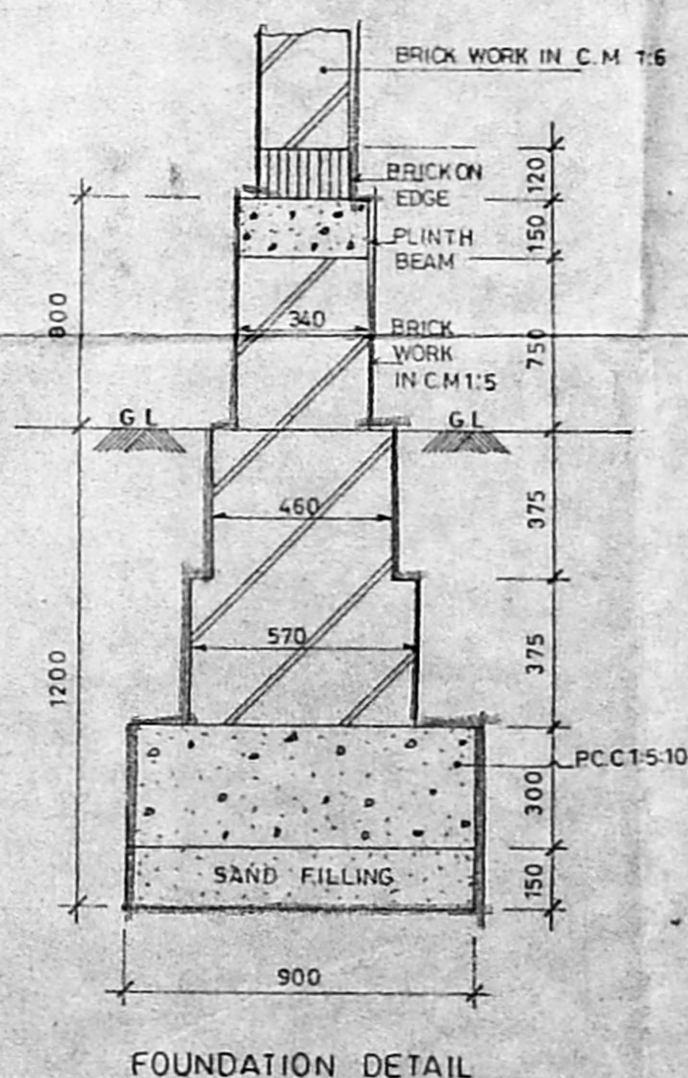 BRICK WORK IN C.M 1:6
BRICK ON
EDGE
120
150
PLINTH
BEAM
800
340
BRICK
WORK
IN C.M 1:5
750
G L
G L
460
375
570
375
1200
P.C.C 1:5:10
300
SAND FILLING
150
900
FOUNDATION DETAIL